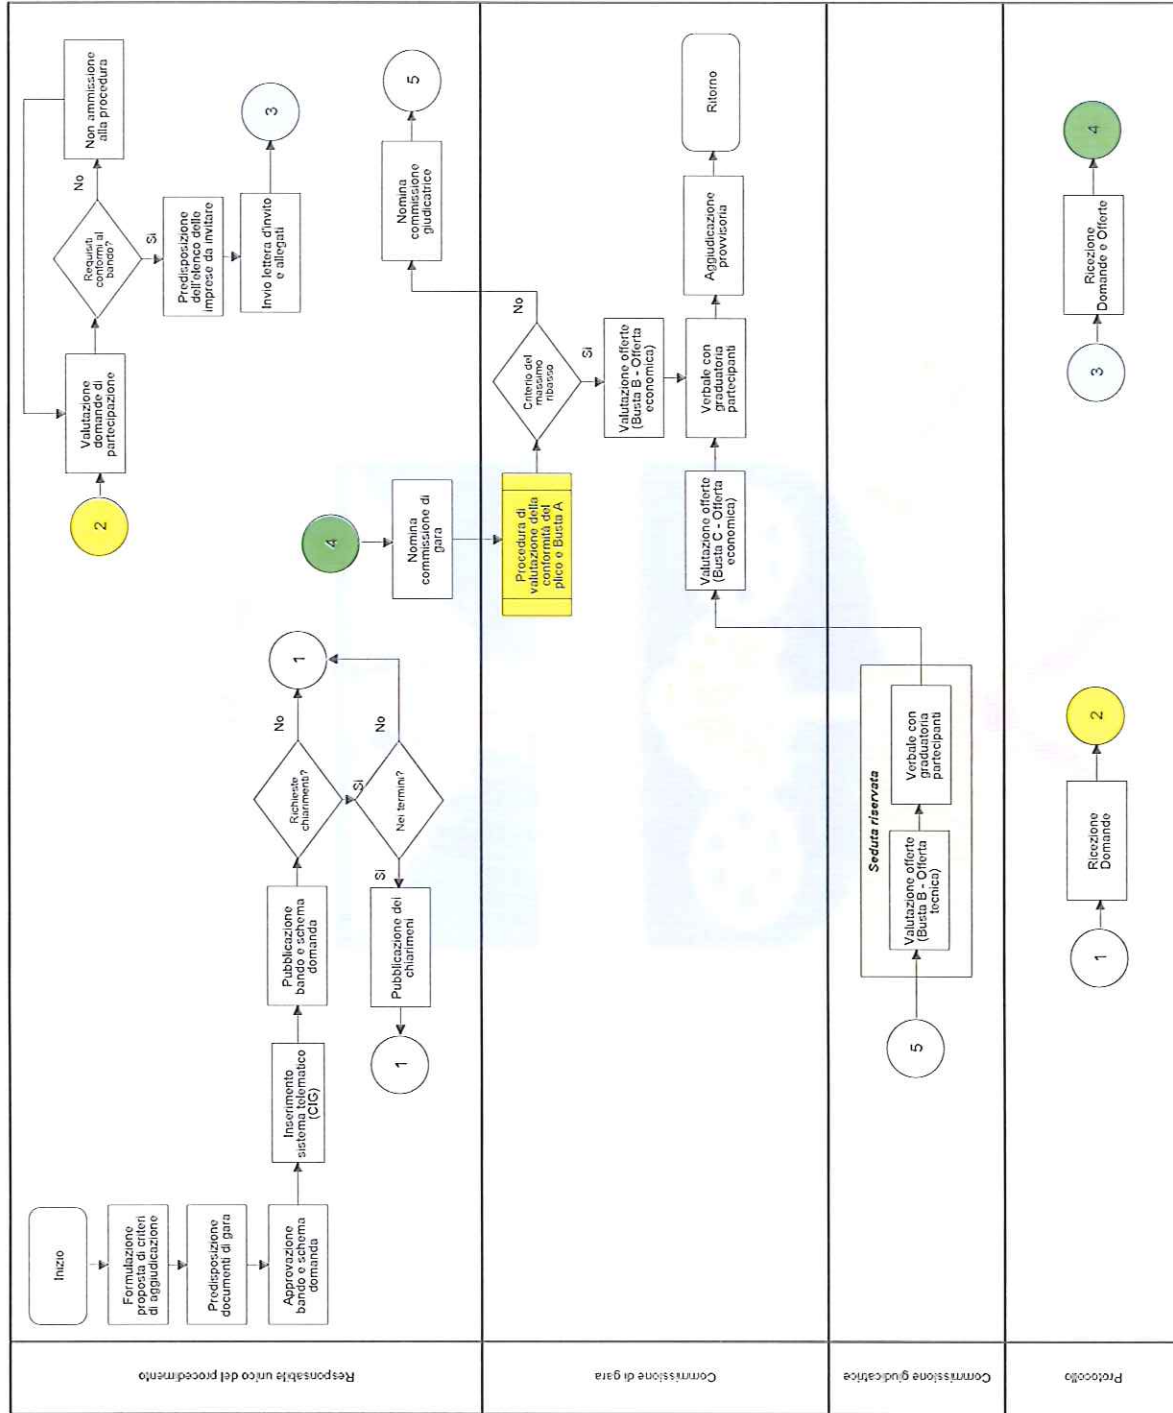 Responsabile unico del procedimento
Inizio
Formulazione
proposta di criteri
di aggiudicazione
Predisposizione
documenti di gara
Approvazione
bando e schema
domanda
Inserimento
sistema telematico
(CIG)
Pubblicazione
bando e schema
domanda
Richieste
chiarimenti?
No
1
Si
Nei termini?
No
Si
Pubblicazione dei
chiarimeni
1
2
Valutazione
domande di
partecipazione
Requisiti
conformi al
bando?
No
Non ammissione
alla procedura
Si
Predisposizione
dell'elenco delle
imprese da invitare
Invio lettera d'invito
e allegati
3
4
Nomina
commissione di
gara
Nomina
commissione
giudicatrice
5
Commissione di gara
Procedura di
valutazione della
conformità del
plico e Busta A
Criterio del
massimo
ribasso
No
Si
Valutazione offerte
(Busta B - Offerta
economica)
Valutazione offerte
(Busta C - Offerta
economica)
Verbale con
graduatoria
partecipanti
Aggiudicazione
provvisoria
Ritorno
Commissione giudicatrice
5
Seduta riservata
Valutazione offerte
(Busta B - Offerta
tecnica)
Verbale con
graduatoria
partecipanti
Protocollo
1
Ricezione
Domande
2
3
Ricezione
Domande e Offerte
4